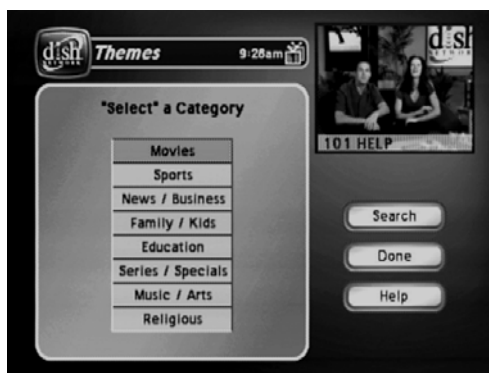 dish
NETWORK
Themes
9:28am
"Select" a Category
Movies
Sports
News / Business
Family / Kids
Education
Series / Specials
Music / Arts
Religious
dish
NETWORK
101 HELP
Search
Done
Help